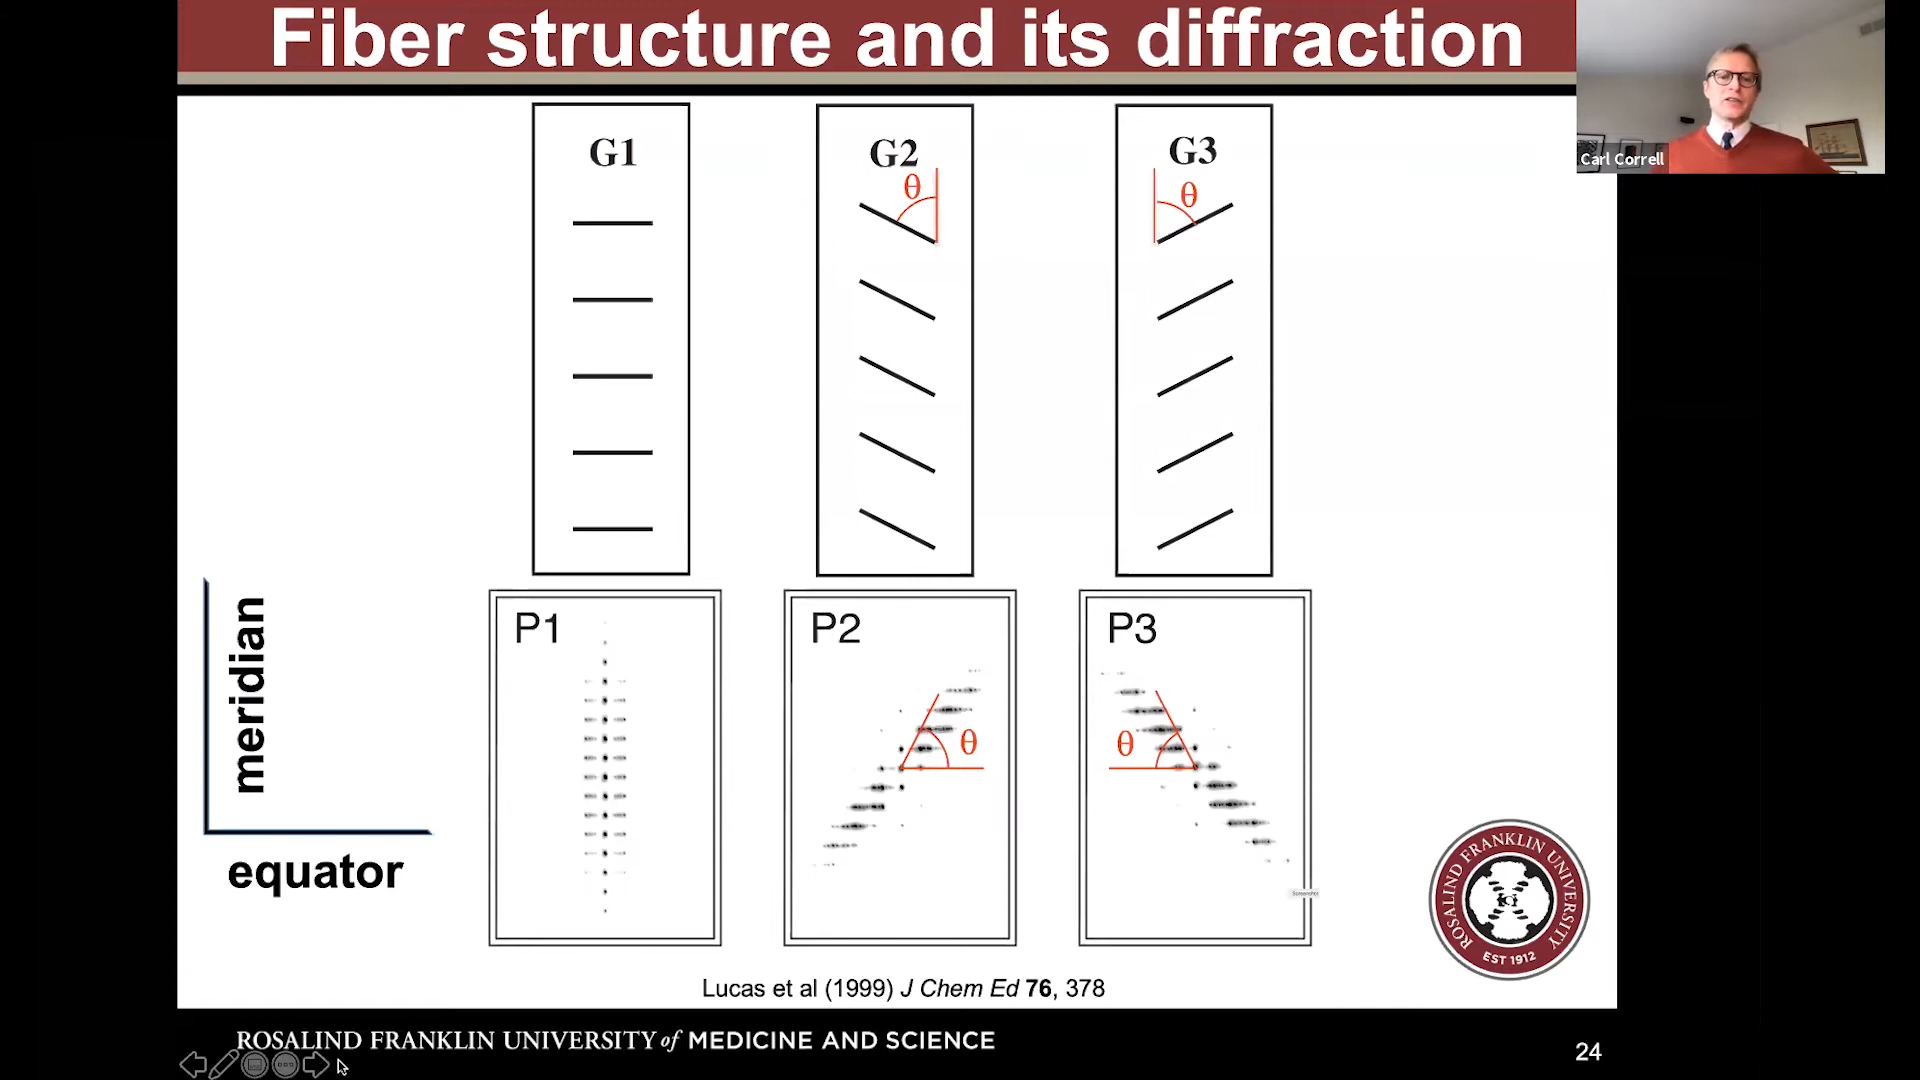 Fiber structure and its diffraction
Carl Correll
G1
G2
G3
θ
θ
P1
P2
P3
θ
θ
meridian
equator
Screenshot
ROSALIND FRANKLIN UNIVERSITY
EST 1912
Lucas et al (1999) J Chem Ed 76, 378
ROSALIND FRANKLIN UNIVERSITY of MEDICINE AND SCIENCE
24